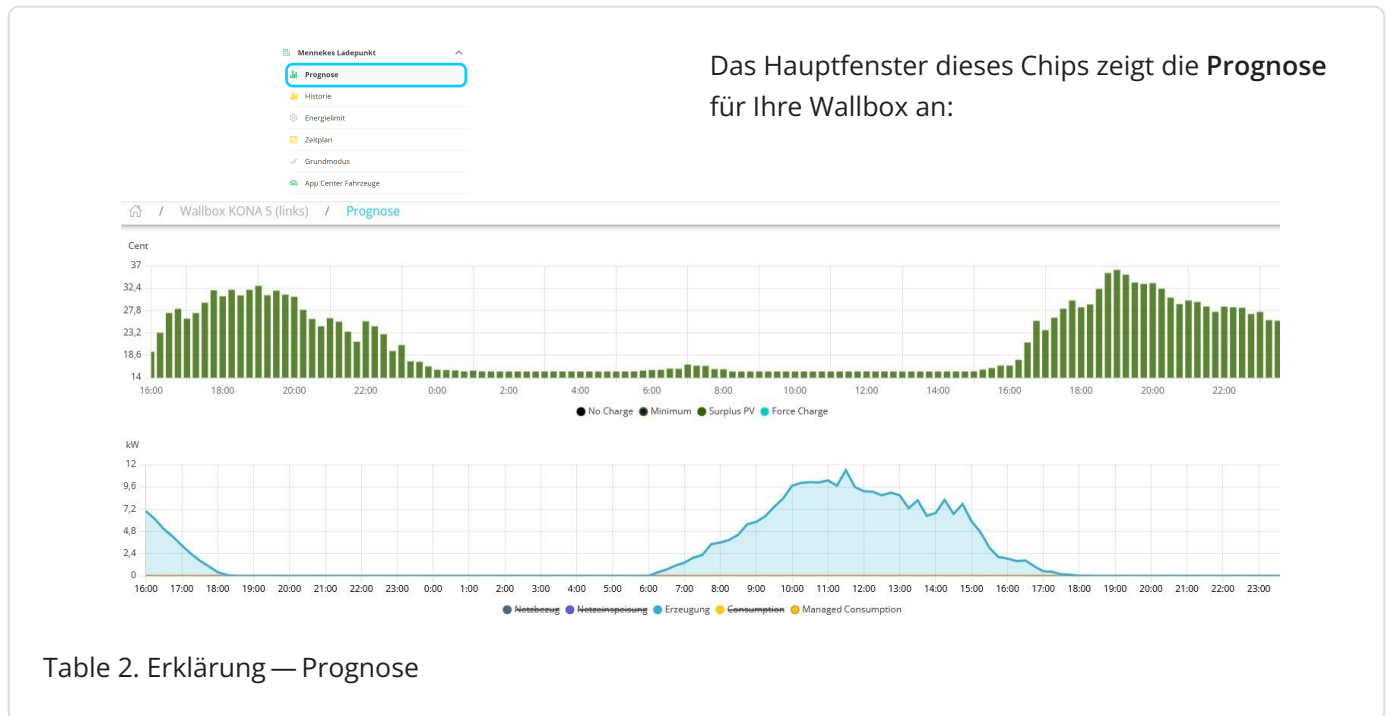 Mennekes Ladepunkt
Prognose
Historie
Energielimit
Zeitplan
Grundmodus
App Center Fahrzeuge
Das Hauptfenster dieses Chips zeigt die Prognose
für Ihre Wallbox an:
/ Wallbox KONA S (links) / Prognose
Cent
37
32,4
27,8
23,2
18,6
14
16:00 18:00 20:00 22:00 0:00 2:00 4:00 6:00 8:00 10:00 12:00 14:00 16:00 18:00 20:00 22:00
No Charge Minimum Surplus PV Force Charge
kW
12
9,6
7,2
4,8
2,4
0
16:00 17:00 18:00 19:00 20:00 21:00 22:00 23:00 0:00 1:00 2:00 3:00 4:00 5:00 6:00 7:00 8:00 9:00 10:00 11:00 12:00 13:00 14:00 15:00 16:00 17:00 18:00 19:00 20:00 21:00 22:00 23:00
Netzbezug Netzeinspeisung Erzeugung Consumption Managed Consumption
Table 2. Erklärung — Prognose